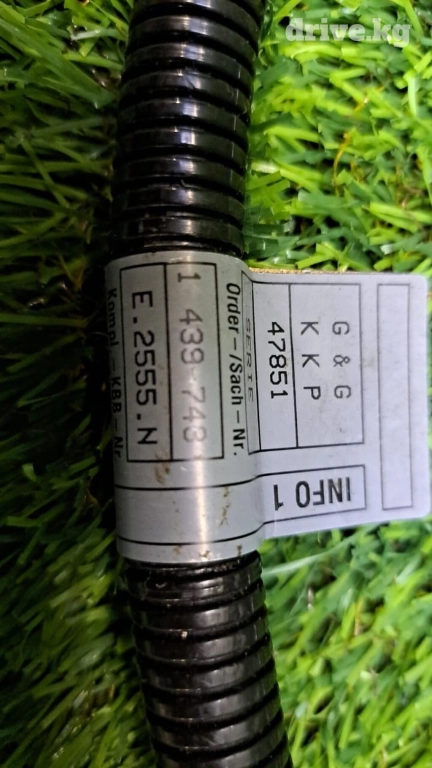 drive.kg
G & G
K K P
47851
SERIE
Order-/Sach-Nr.
1 439 743
E.2555.N
Kompl.-KBB-Nr.
INFO 1